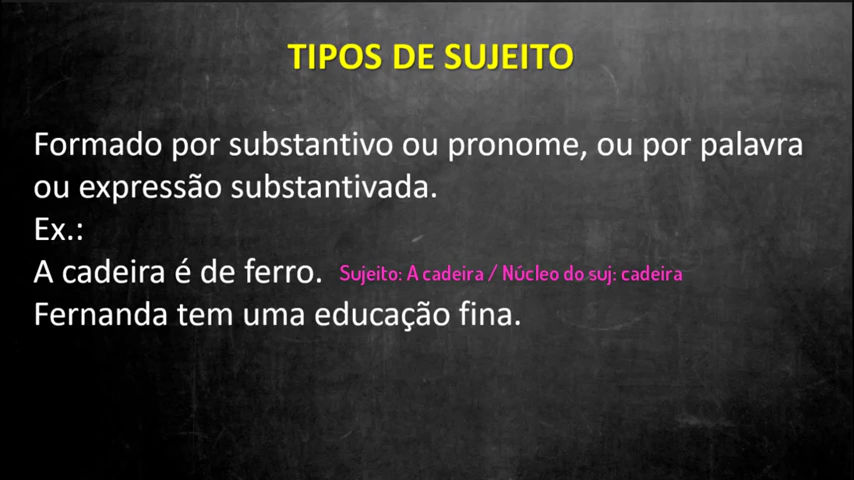 TIPOS DE SUJEITO
Formado por substantivo ou pronome, ou por palavra
ou expressão substantivada.
Ex.:
A cadeira é de ferro. Sujeito: A cadeira / Núcleo do suj: cadeira
Fernanda tem uma educação fina.